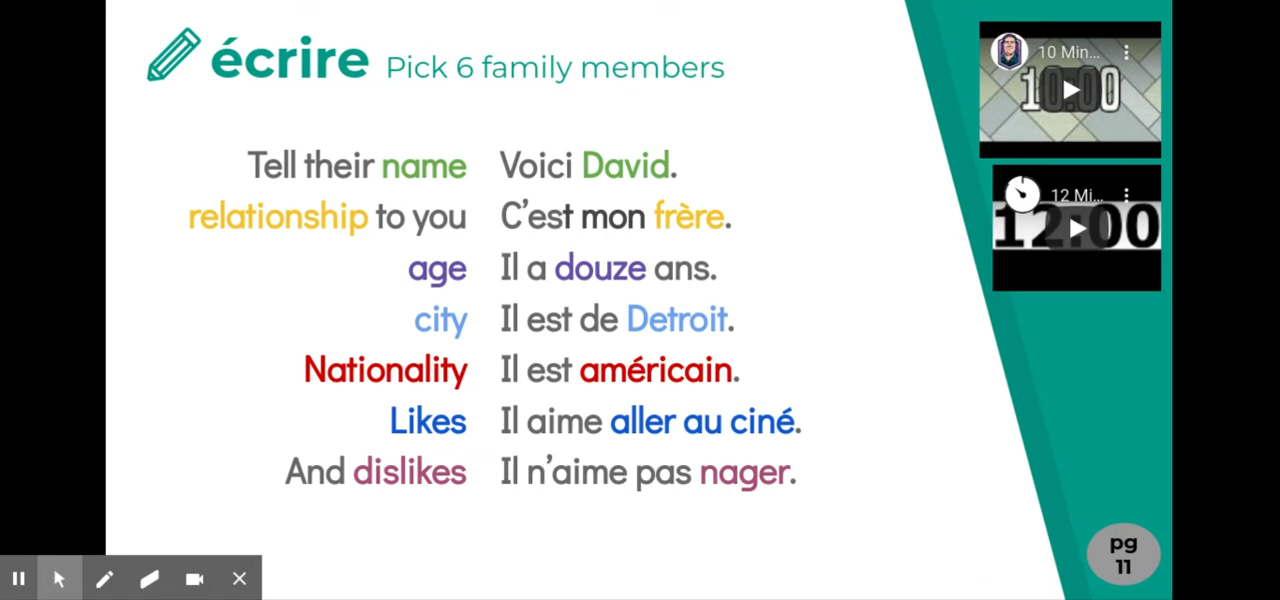 écrire Pick 6 family members
Tell their name Voici David.
relationship to you C'est mon frère.
age Il a douze ans.
city Il est de Detroit.
Nationality Il est américain.
Likes Il aime aller au ciné.
And dislikes Il n'aime pas nager.
10 Min...
10:00
12 Mi...
12:00
pg
11